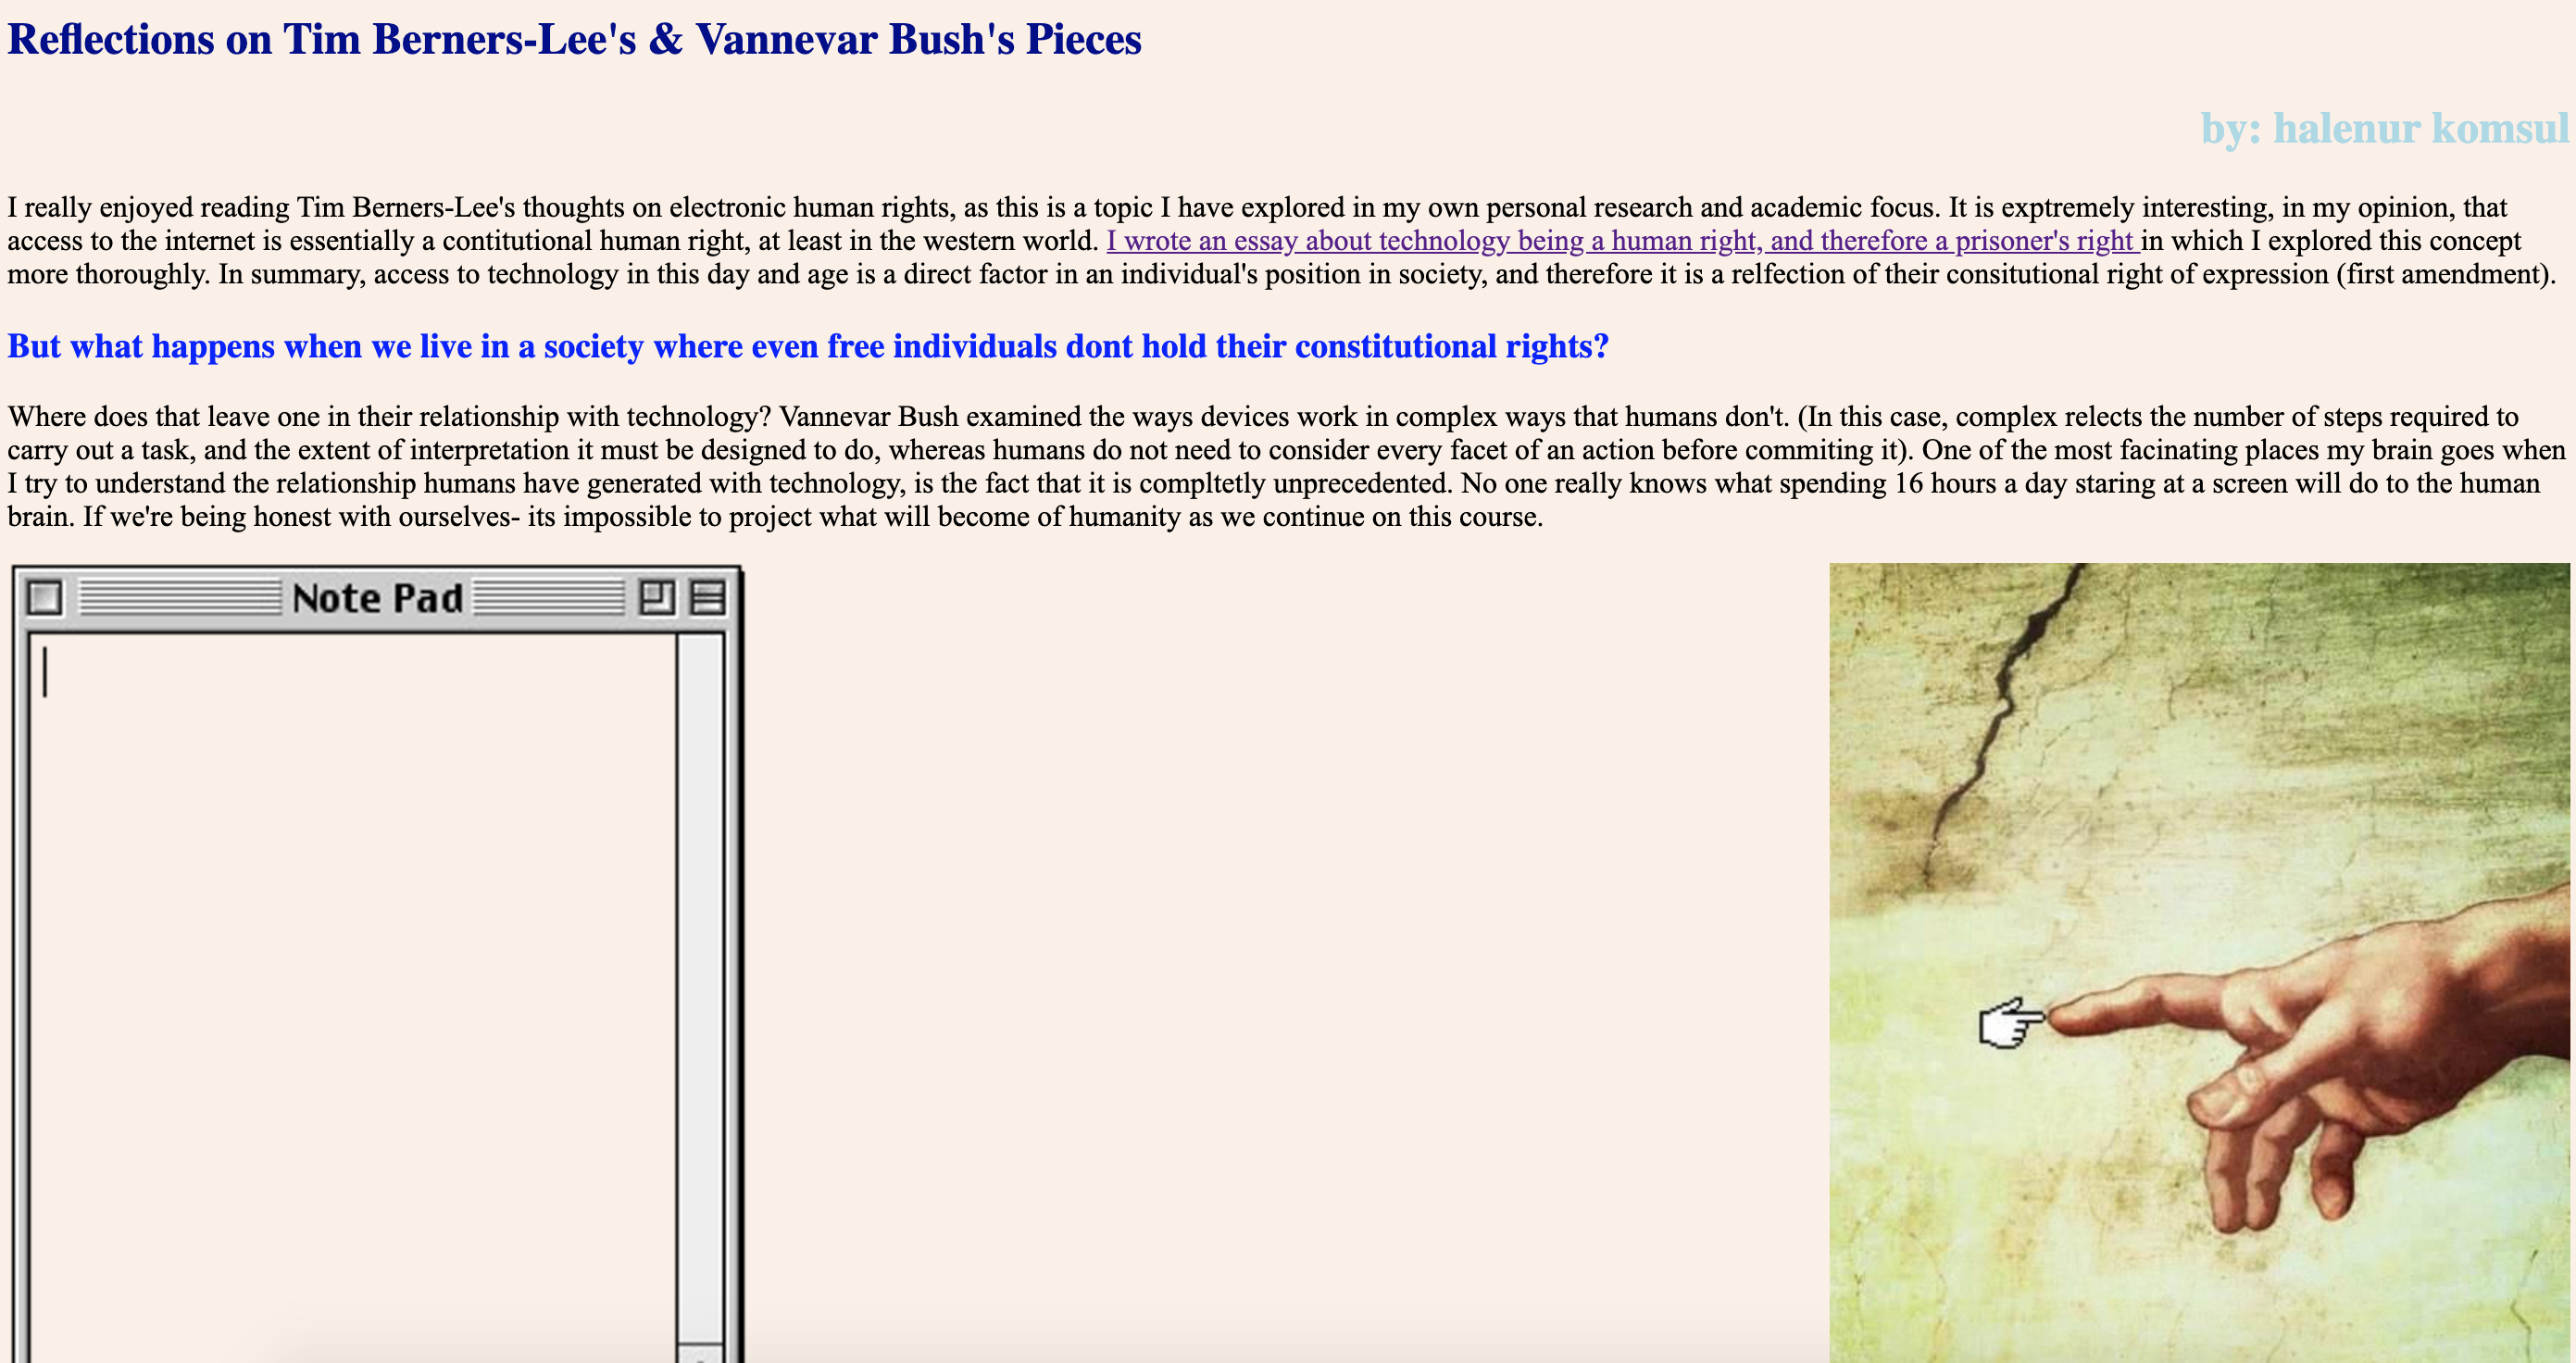 Reflections on Tim Berners-Lee's & Vannevar Bush's Pieces
by: halenur komsul
I really enjoyed reading Tim Berners-Lee's thoughts on electronic human rights, as this is a topic I have explored in my own personal research and academic focus. It is exptremely interesting, in my opinion, that
access to the internet is essentially a contitutional human right, at least in the western world. I wrote an essay about technology being a human right, and therefore a prisoner's right in which I explored this concept
more thoroughly. In summary, access to technology in this day and age is a direct factor in an individual's position in society, and therefore it is a relfection of their consitutional right of expression (first amendment).
But what happens when we live in a society where even free individuals dont hold their constitutional rights?
Where does that leave one in their relationship with technology? Vannevar Bush examined the ways devices work in complex ways that humans don't. (In this case, complex relects the number of steps required to
carry out a task, and the extent of interpretation it must be designed to do, whereas humans do not need to consider every facet of an action before commiting it). One of the most facinating places my brain goes when
I try to understand the relationship humans have generated with technology, is the fact that it is compltetly unprecedented. No one really knows what spending 16 hours a day staring at a screen will do to the human
brain. If we're being honest with ourselves- its impossible to project what will become of humanity as we continue on this course.
Note Pad